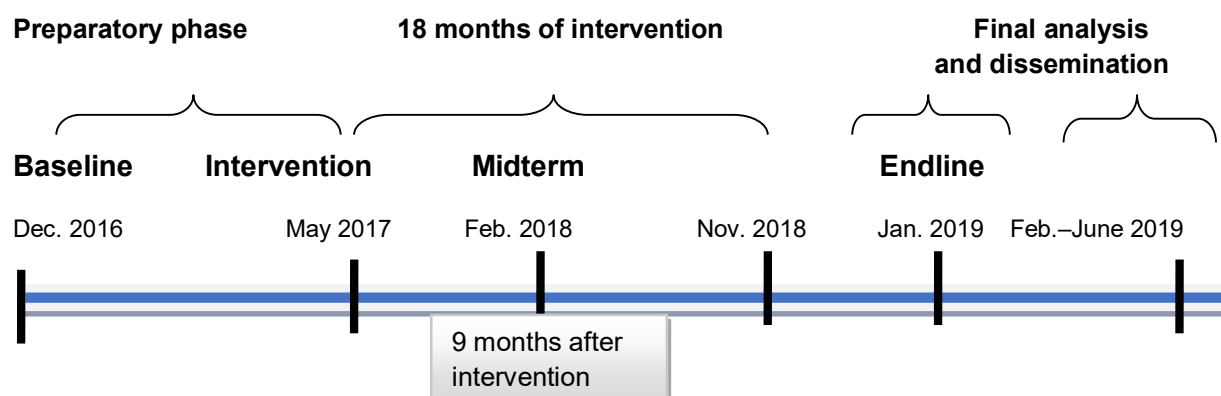 Preparatory phase
18 months of intervention
Final analysis
and dissemination
Baseline
Intervention
Midterm
Endline
Dec. 2016
May 2017
Feb. 2018
Nov. 2018
Jan. 2019
Feb.–June 2019
9 months after
intervention